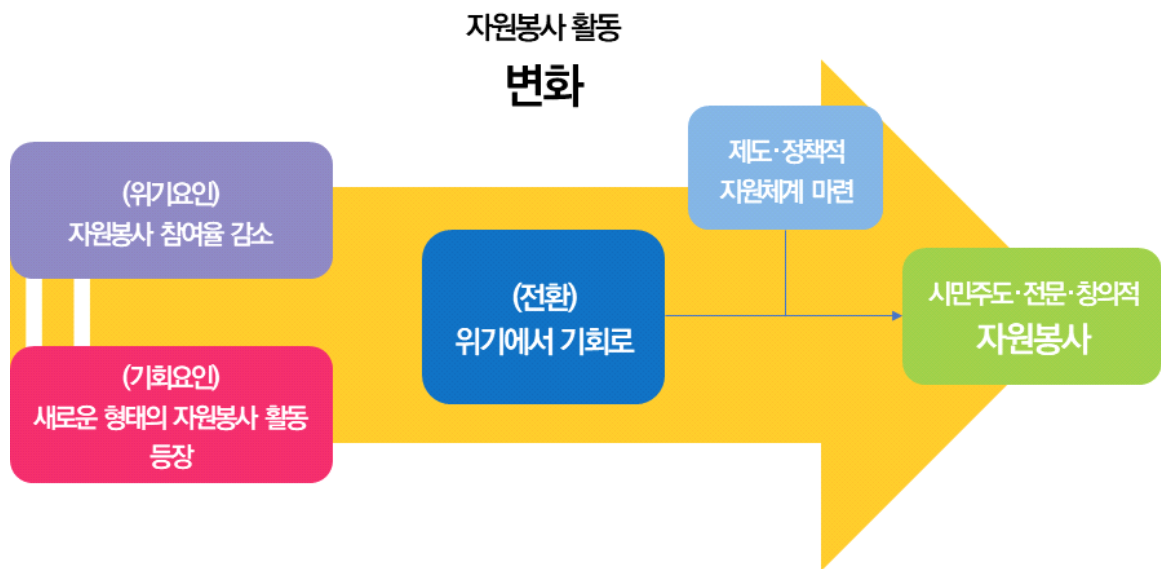 자원봉사 활동
변화
(위기요인)
자원봉사 참여율 감소
(기회요인)
새로운 형태의 자원봉사 활동
등장
(전환)
위기에서 기회로
제도·정책적
지원체계 마련
시민주도·전문·창의적
자원봉사